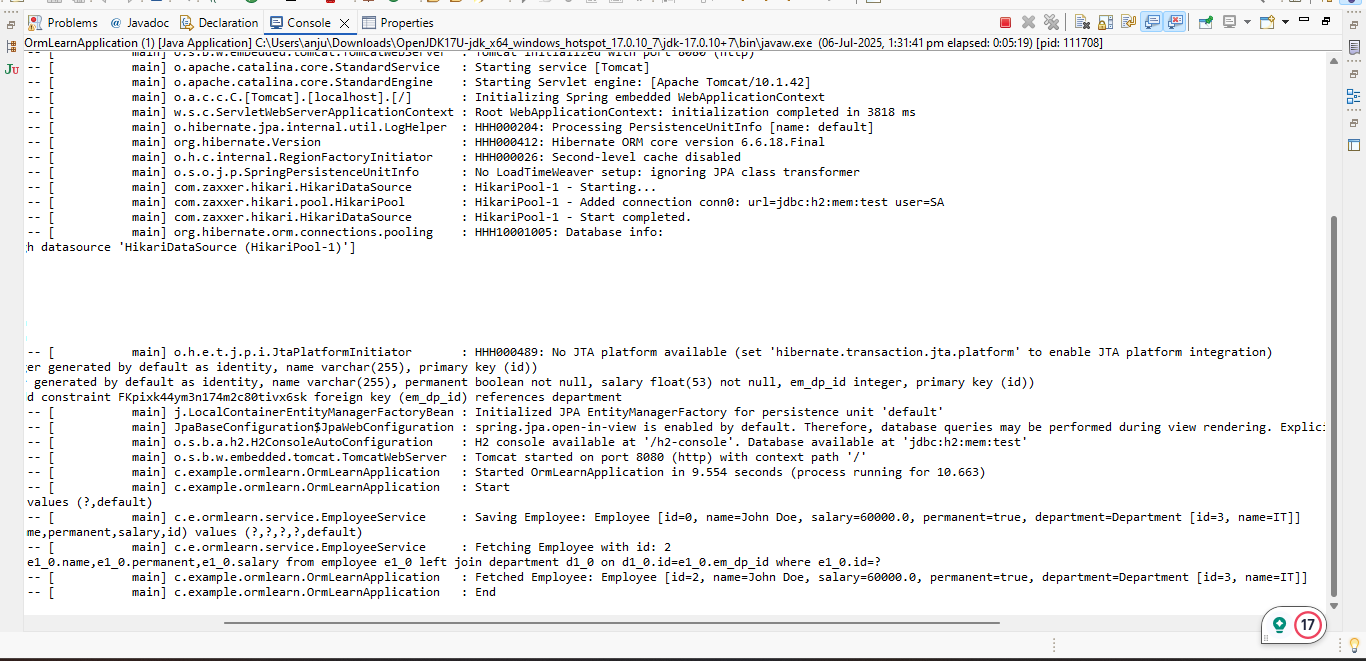 Problems @ Javadoc Declaration Console Properties
OrmLearnApplication (1) [Java Application] C:\Users\anju\Downloads\OpenJDK17U-jdk_x64_windows_hotspot_17.0.10_7\jdk-17.0.10+7\bin\javaw.exe (06-Jul-2025, 1:31:41 pm elapsed: 0:05:19) [pid: 111708]
-- [ main] o.s.b.w.embedded.tomcat.TomcatWebServer : Tomcat initialized with port 8080 (http)
-- [ main] o.apache.catalina.core.StandardService : Starting service [Tomcat]
-- [ main] o.apache.catalina.core.StandardEngine : Starting Servlet engine: [Apache Tomcat/10.1.42]
-- [ main] o.a.c.c.C.[Tomcat].[localhost].[/] : Initializing Spring embedded WebApplicationContext
-- [ main] w.s.c.ServletWebServerApplicationContext : Root WebApplicationContext: initialization completed in 3818 ms
-- [ main] o.hibernate.jpa.internal.util.LogHelper : HHH000204: Processing PersistenceUnitInfo [name: default]
-- [ main] org.hibernate.Version : HHH000412: Hibernate ORM core version 6.6.18.Final
-- [ main] o.h.c.internal.RegionFactoryInitiator : HHH000026: Second-level cache disabled
-- [ main] o.s.o.j.p.SpringPersistenceUnitInfo : No LoadTimeWeaver setup: ignoring JPA class transformer
-- [ main] com.zaxxer.hikari.HikariDataSource : HikariPool-1 - Starting...
-- [ main] com.zaxxer.hikari.pool.HikariPool : HikariPool-1 - Added connection conn0: url=jdbc:h2:mem:test user=SA
-- [ main] com.zaxxer.hikari.HikariDataSource : HikariPool-1 - Start completed.
-- [ main] org.hibernate.orm.connections.pooling : HHH10001005: Database info:
h datasource 'HikariDataSource (HikariPool-1)']
-- [ main] o.h.e.t.j.p.i.JtaPlatformInitiator : HHH000489: No JTA platform available (set 'hibernate.transaction.jta.platform' to enable JTA platform integration)
er generated by default as identity, name varchar(255), primary key (id))
generated by default as identity, name varchar(255), permanent boolean not null, salary float(53) not null, em_dp_id integer, primary key (id))
d constraint FKpixk44ym3n174m2c80tivx6sk foreign key (em_dp_id) references department
-- [ main] j.LocalContainerEntityManagerFactoryBean : Initialized JPA EntityManagerFactory for persistence unit 'default'
-- [ main] JpaBaseConfiguration$JpaWebConfiguration : spring.jpa.open-in-view is enabled by default. Therefore, database queries may be performed during view rendering. Explici
-- [ main] o.s.b.a.h2.H2ConsoleAutoConfiguration : H2 console available at '/h2-console'. Database available at 'jdbc:h2:mem:test'
-- [ main] o.s.b.w.embedded.tomcat.TomcatWebServer : Tomcat started on port 8080 (http) with context path '/'
-- [ main] c.example.ormlearn.OrmLearnApplication : Started OrmLearnApplication in 9.554 seconds (process running for 10.663)
-- [ main] c.example.ormlearn.OrmLearnApplication : Start
values (?,default)
-- [ main] c.e.ormlearn.service.EmployeeService : Saving Employee: Employee [id=0, name=John Doe, salary=60000.0, permanent=true, department=Department [id=3, name=IT]]
me,permanent,salary,id) values (?,?,?,?,default)
-- [ main] c.e.ormlearn.service.EmployeeService : Fetching Employee with id: 2
e1_0.name,e1_0.permanent,e1_0.salary from employee e1_0 left join department d1_0 on d1_0.id=e1_0.em_dp_id where e1_0.id=?
-- [ main] c.example.ormlearn.OrmLearnApplication : Fetched Employee: Employee [id=2, name=John Doe, salary=60000.0, permanent=true, department=Department [id=3, name=IT]]
-- [ main] c.example.ormlearn.OrmLearnApplication : End
17